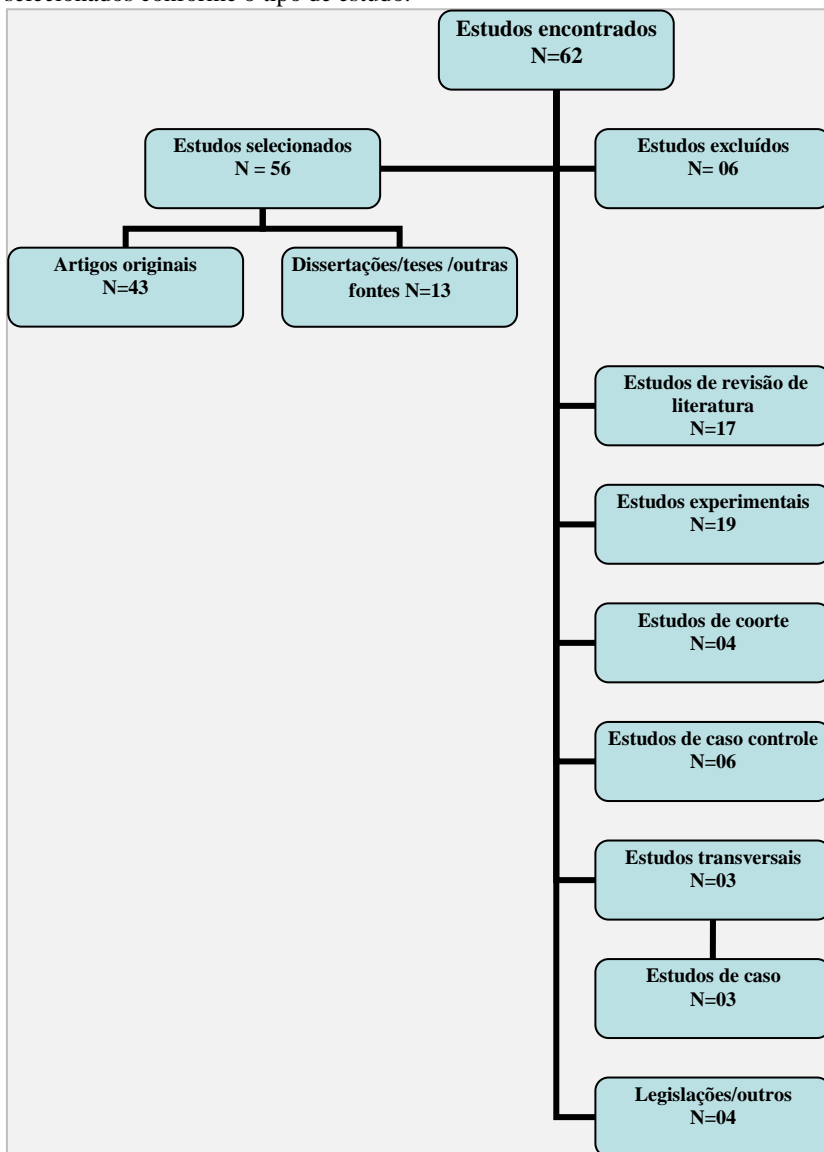 selecionados conforme o tipo de estudo.
Estudos encontrados
N=62
Estudos selecionados
N = 56
Estudos excluídos
N= 06
Artigos originais
N=43
Dissertações/teses /outras
fontes N=13
Estudos de revisão de
literatura
N=17
Estudos experimentais
N=19
Estudos de coorte
N=04
Estudos de caso controle
N=06
Estudos transversais
N=03
Estudos de caso
N=03
Legislações/outros
N=04